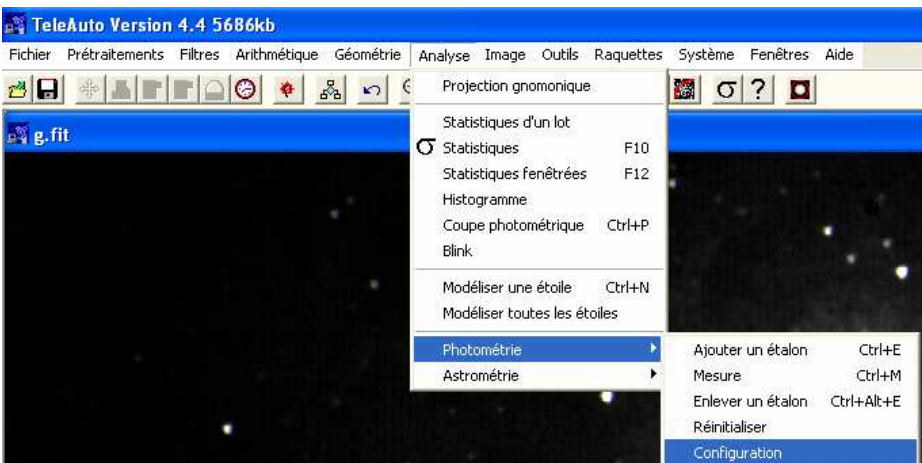 TeleAuto Version 4.4 5686kb
Fichier Prétraitements Filtres Arithmétique Géométrie Analyse Image Outils Raquettes Système Fenêtres Aide
σ ?
g.fit
Projection gnomonique
Statistiques d'un lot
σ Statistiques F10
Statistiques fenêtrées F12
Histogramme
Coupe photométrique Ctrl+P
Blink
Modéliser une étoile Ctrl+N
Modéliser toutes les étoiles
Photométrie
Astrométrie
Ajouter un étalon Ctrl+E
Mesure Ctrl+M
Enlever un étalon Ctrl+Alt+E
Réinitialiser
Configuration